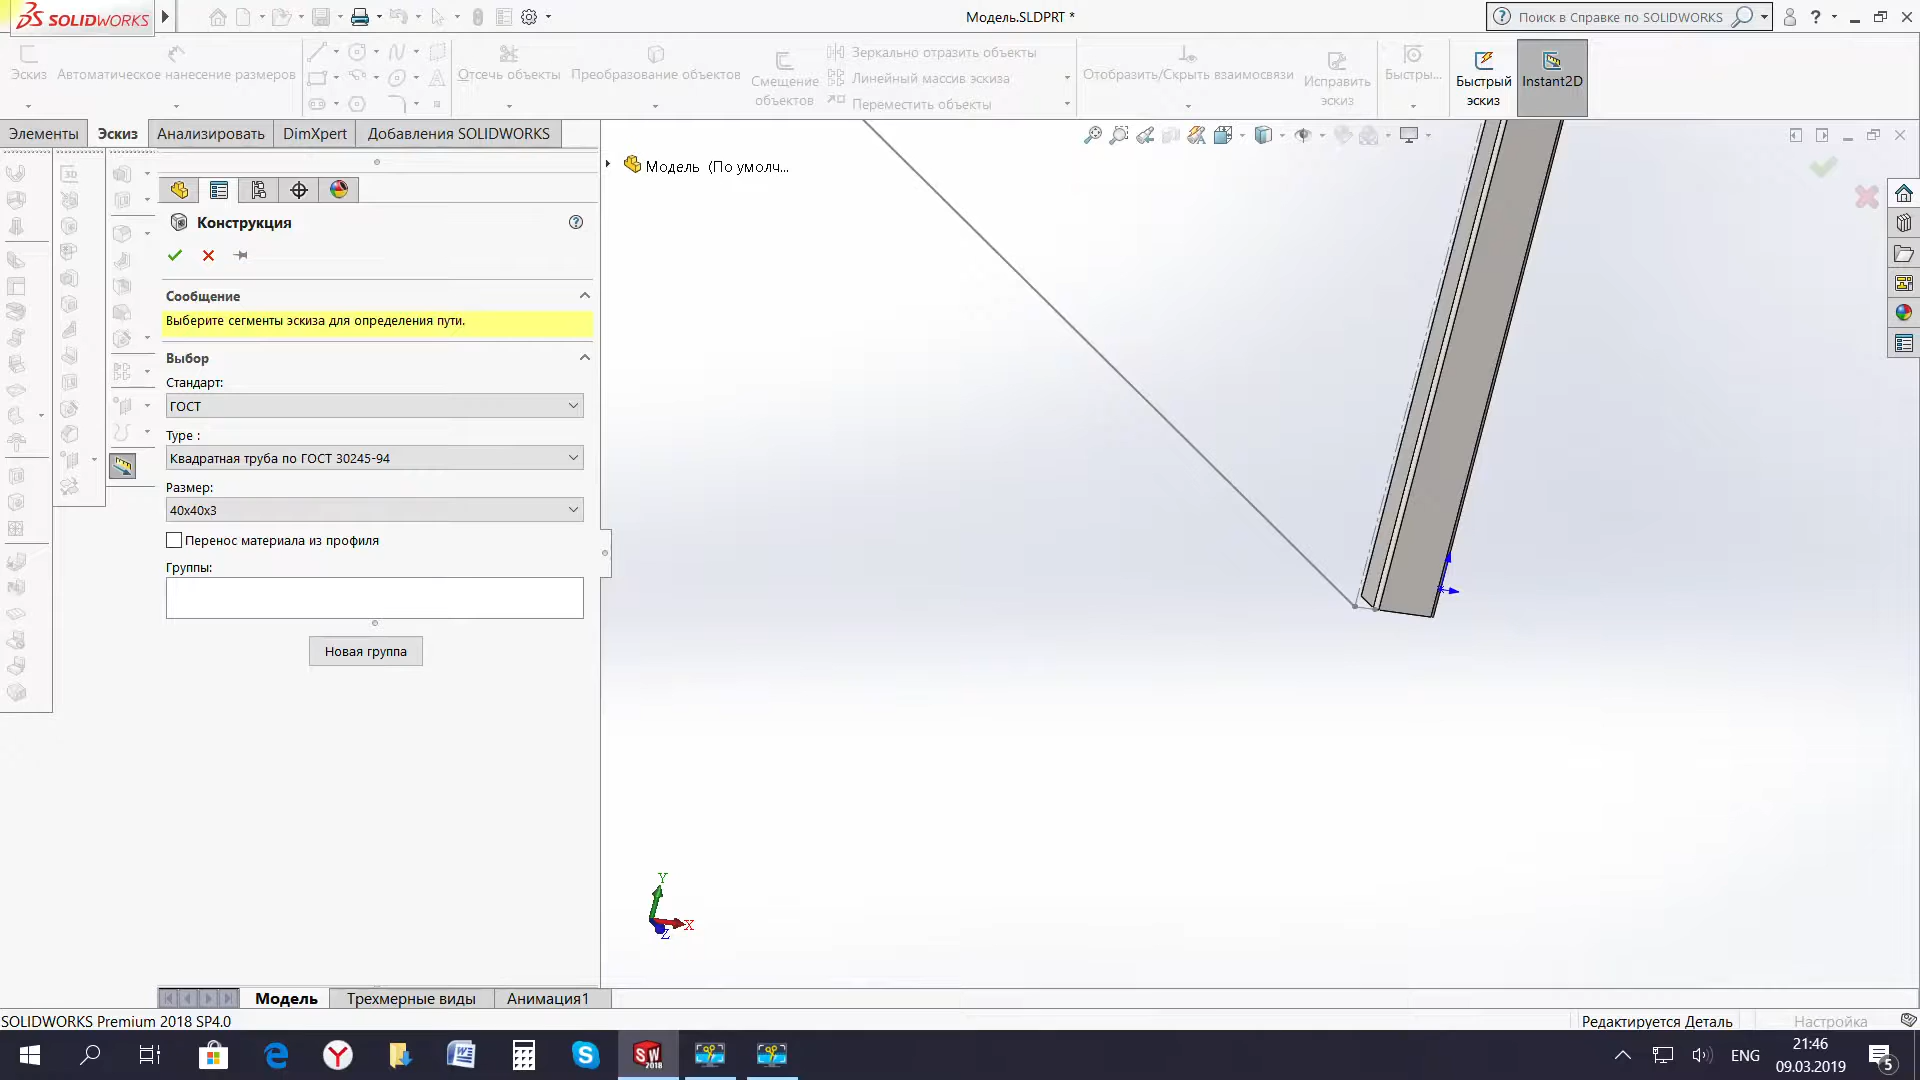 SOLIDWORKS
Модель.SLDPRT *
Поиск в Справке по SOLIDWORKS
Эскиз
Автоматическое нанесение размеров
Отсечь объекты
Преобразование объектов
Смещение объектов
Зеркально отразить объекты
Линейный массив эскиза
Переместить объекты
Отобразить/Скрыть взаимосвязи
Исправить эскиз
Быстры...
Быстрый эскиз
Instant2D
Элементы
Эскиз
Анализировать
DimXpert
Добавления SOLIDWORKS
Модель (По умолч...
3D
Конструкция
Сообщение
Выберите сегменты эскиза для определения пути.
Выбор
Стандарт:
ГОСТ
Type :
Квадратная труба по ГОСТ 30245-94
Размер:
40x40x3
Перенос материала из профиля
Группы:
Новая группа
Y
X
Z
Модель
Трехмерные виды
Анимация1
SOLIDWORKS Premium 2018 SP4.0
Редактируется Деталь
Настройка
SW
2018
ENG
21:46
09.03.2019
5